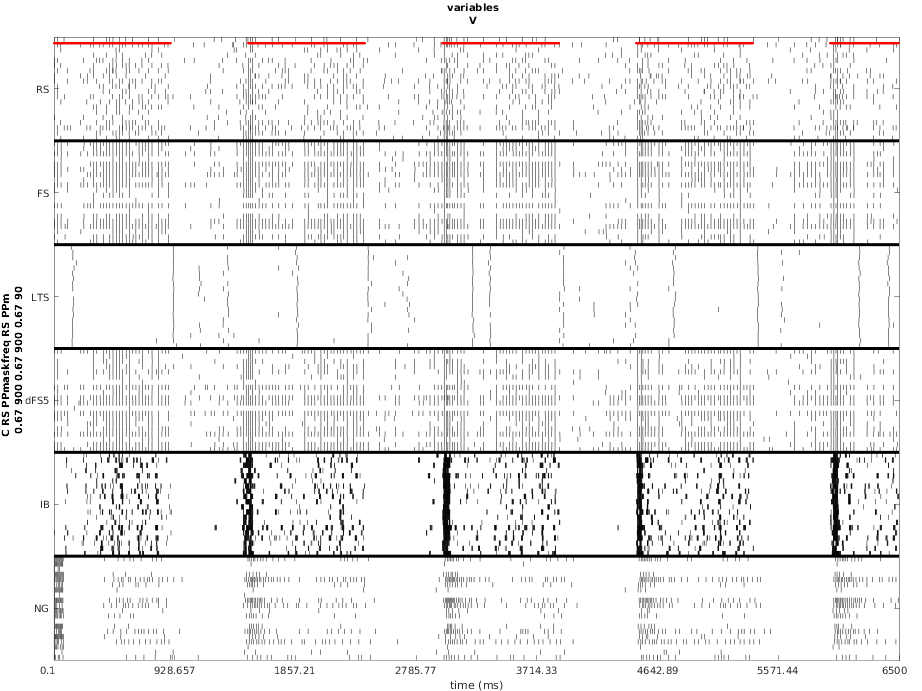 variables
V
RS
FS
LTS
dFS5
IB
NG
C RS PPmaskfreq RS PPm
0.67 900 0.67 900 0.67 90
0.1 928.657 1857.21 2785.77 3714.33 4642.89 5571.44 6500
time (ms)